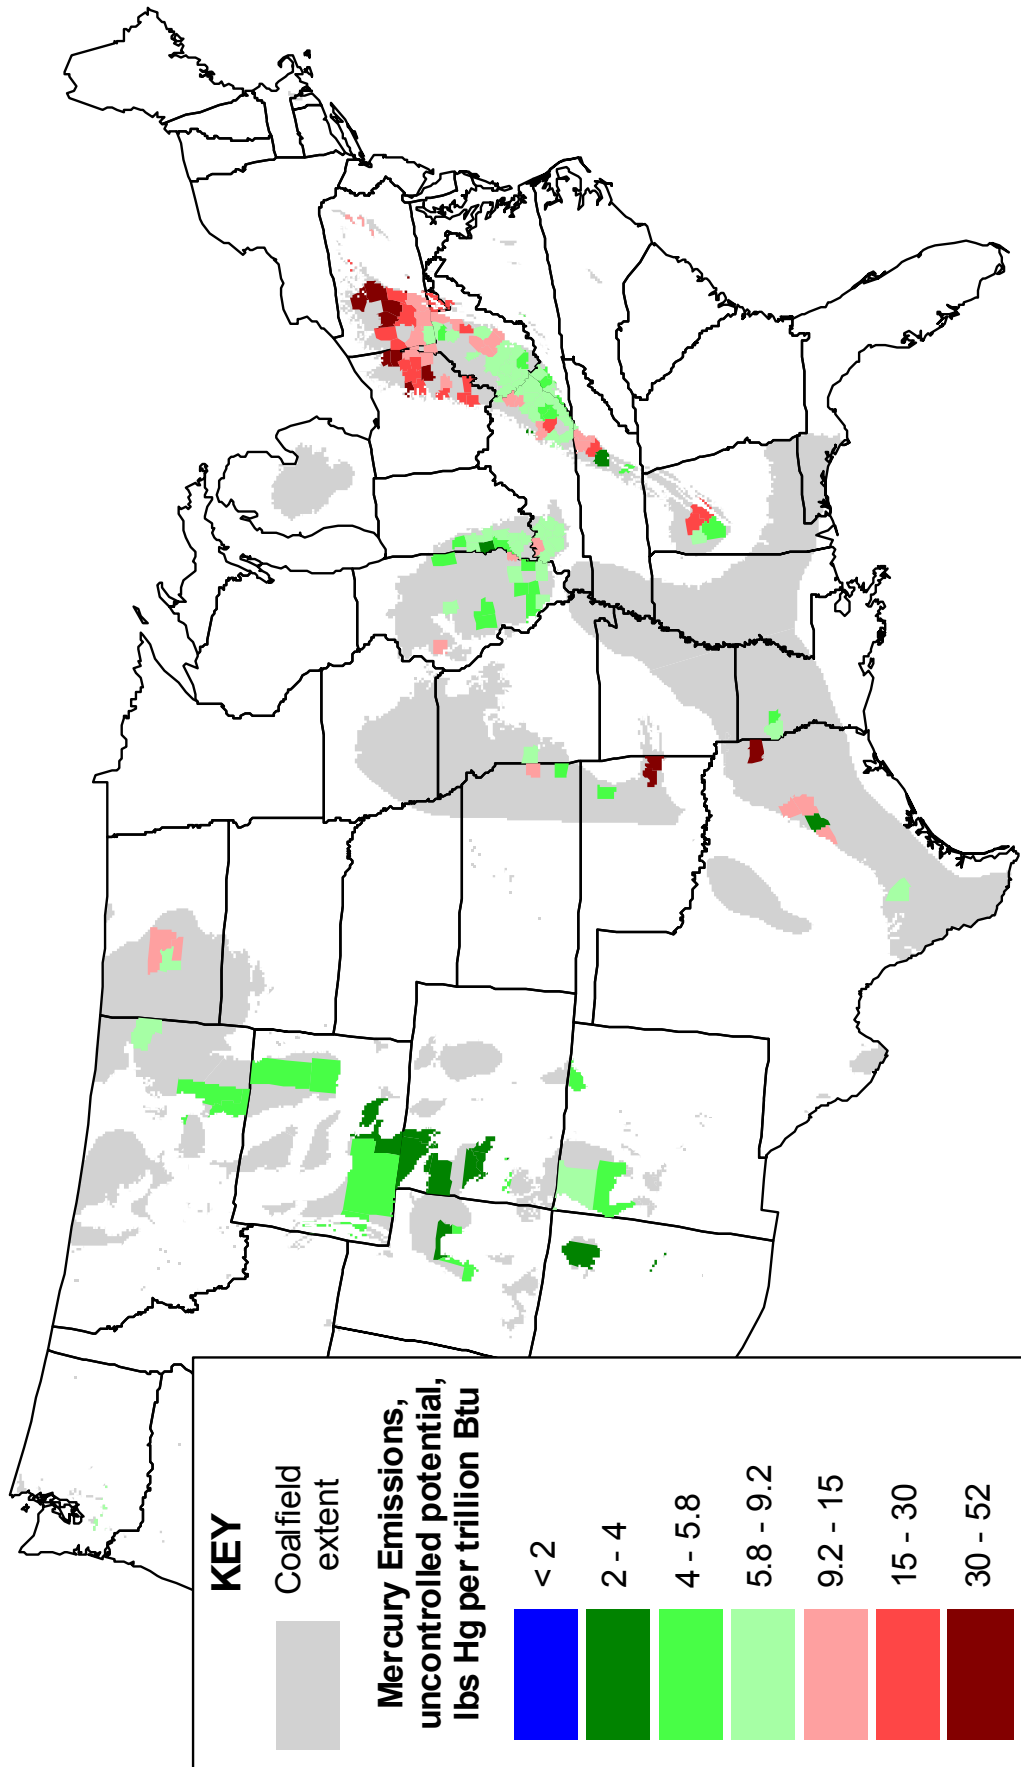 KEY
Coalfield
extent
Mercury Emissions,
uncontrolled potential,
lbs Hg per trillion Btu
< 2
2 - 4
4 - 5.8
5.8 - 9.2
9.2 - 15
15 - 30
30 - 52